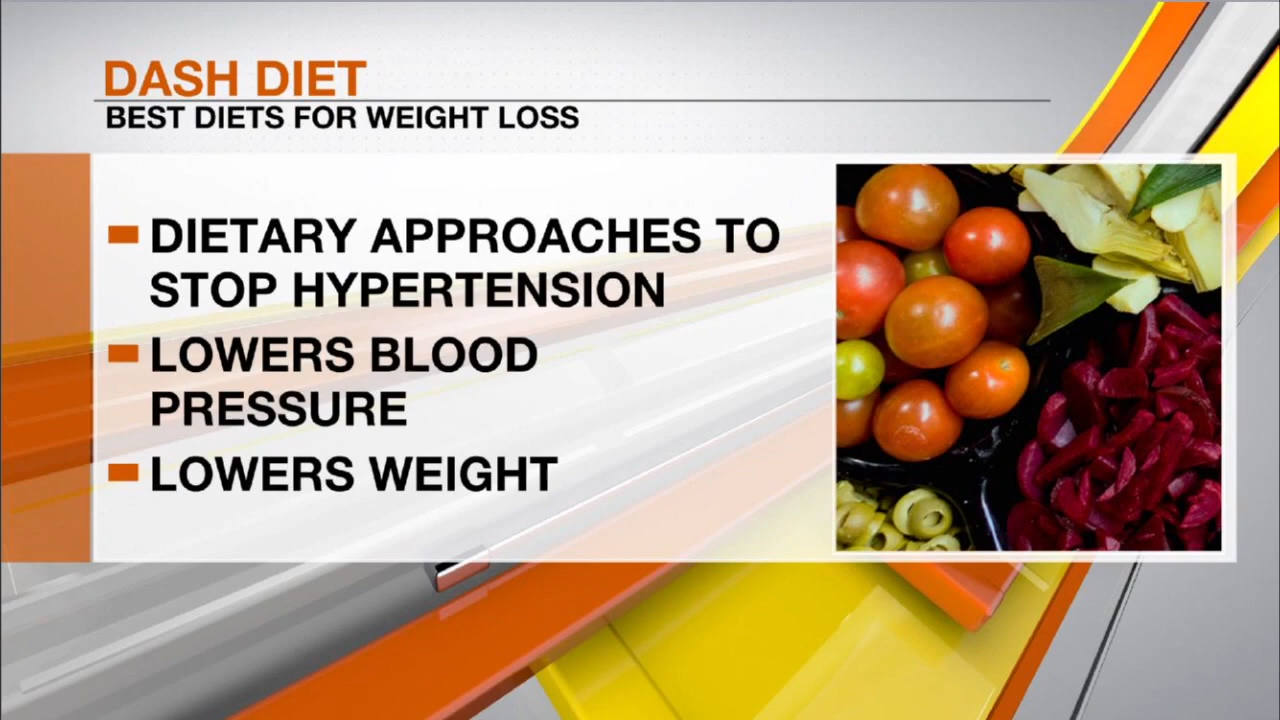 DASH DIET
BEST DIETS FOR WEIGHT LOSS
DIETARY APPROACHES TO
STOP HYPERTENSION
LOWERS BLOOD
PRESSURE
LOWERS WEIGHT